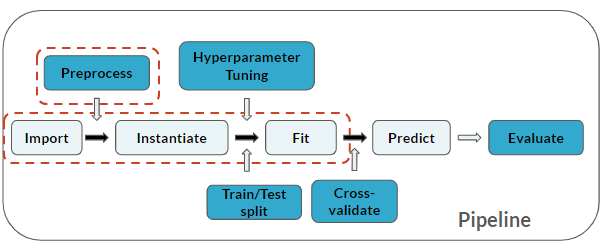 Preprocess
Hyperparameter
Tuning
Import
Instantiate
Fit
Predict
Evaluate
Train/Test
split
Cross-
validate
Pipeline